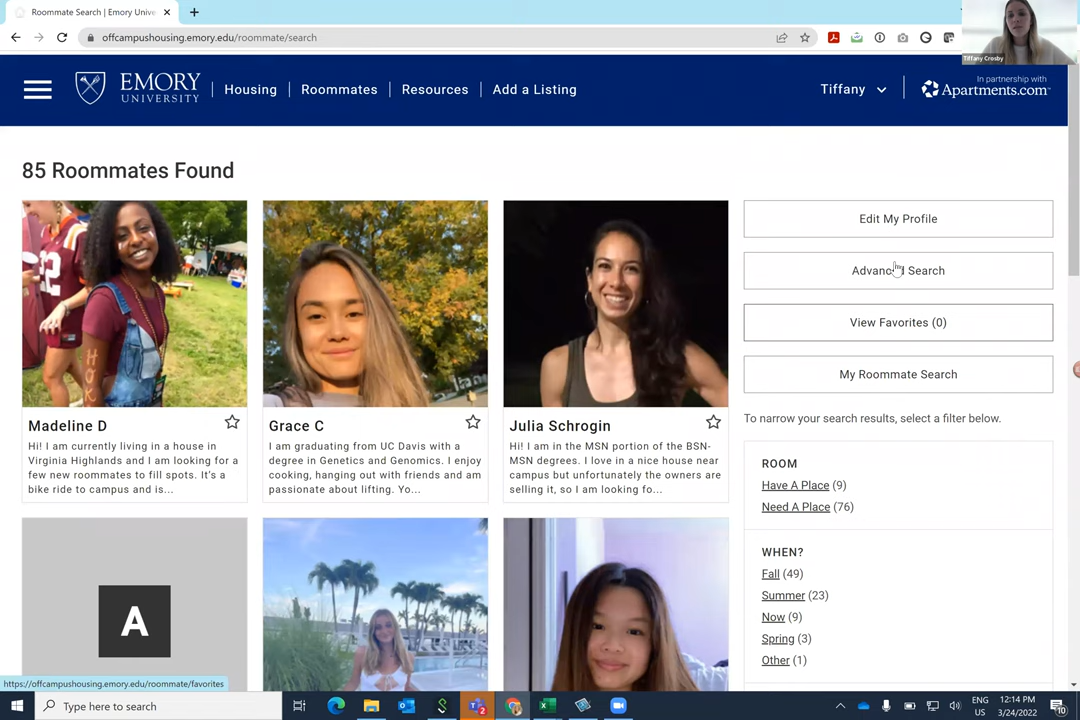 Roommate Search | Emory Unive
offcampushousing.emory.edu/roommate/search
Tiffany Crosby
EMORY
UNIVERSITY
Housing
Roommates
Resources
Add a Listing
Tiffany
In partnership with
Apartments.com
85 Roommates Found
Madeline D
Hi! I am currently living in a house in
Virginia Highlands and I am looking for a
few new roommates to fill spots. It's a
bike ride to campus and is...
Grace C
I am graduating from UC Davis with a
degree in Genetics and Genomics. I enjoy
cooking, hanging out with friends and am
passionate about lifting. Yo...
Julia Schrogin
Hi! I am in the MSN portion of the BSN-
MSN degrees. I love in a nice house near
campus but unfortunately the owners are
selling it, so I am looking fo...
A
Edit My Profile
Advanced Search
View Favorites (0)
My Roommate Search
To narrow your search results, select a filter below.
ROOM
Have A Place (9)
Need A Place (76)
WHEN?
Fall (49)
Summer (23)
Now (9)
Spring (3)
Other (1)
https://offcampushousing.emory.edu/roommate/favorites
Type here to search
ENG
US
12:14 PM
3/24/2022
10